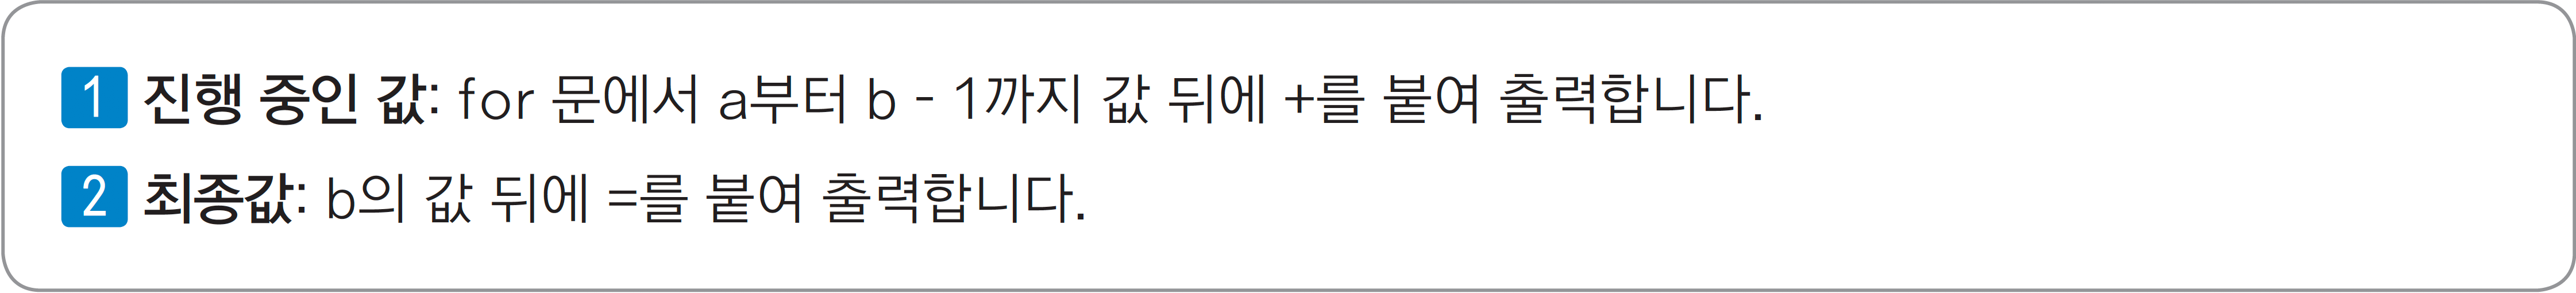 1 진행 중인 값: for 문에서 a부터 b - 1까지 값 뒤에 +를 붙여 출력합니다.
2 최종값: b의 값 뒤에 =를 붙여 출력합니다.